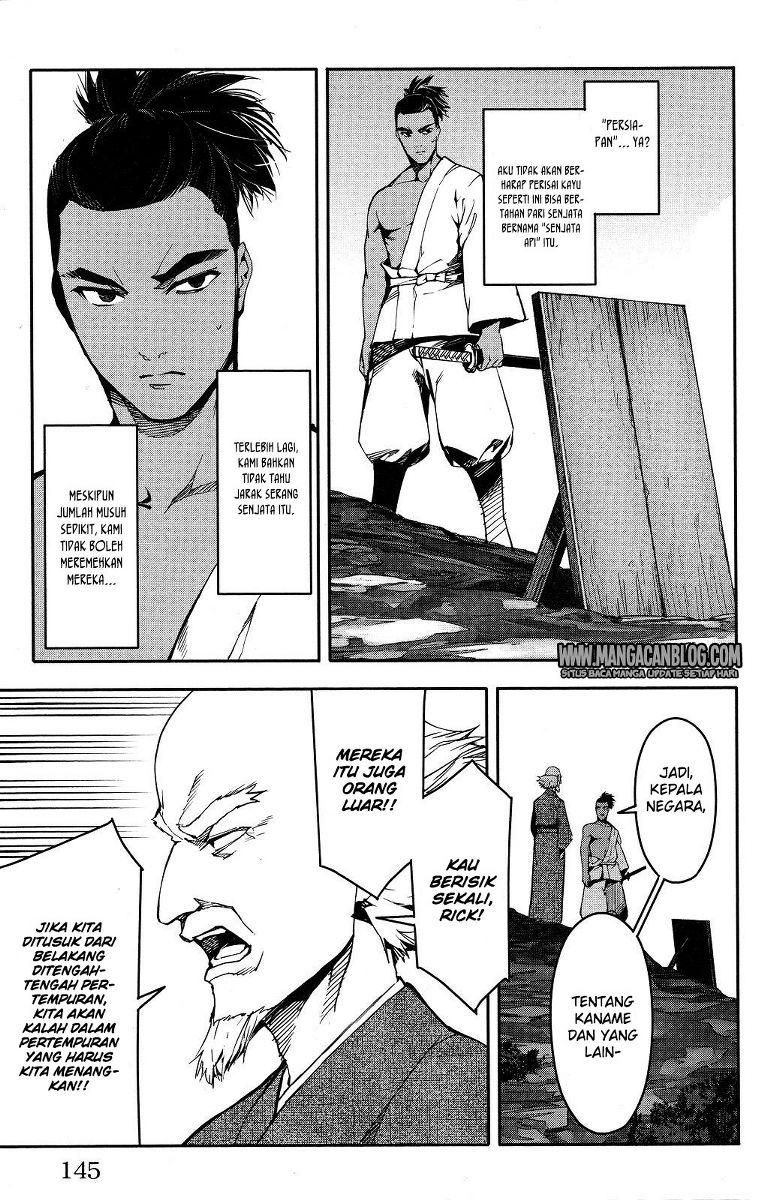 "PERSIA-
PAN"... YA?
AKU TIDAK AKAN BER-
HARAP PERISAI KAYU
SEPERTI INI BISA BER-
TAHAN DARI SENJATA
BERNAMA "SENJATA
API" ITU.
TERLEBIH LAGI,
KAMI BAHKAN
TIDAK TAHU
JARAK SERANG
SENJATA ITU.
MESKIPUN
JUMLAH MUSUH
SEDIKIT, KAMI
TIDAK BOLEH
MEREMEHKAN
MEREKA...
WWW.MANGACANBLOG.COM
SITUS BACA MANGA UPDATE SETIAP HARI
JADI,
KEPALA
NEGARA,
TENTANG
KANAME
DAN YANG
LAIN-
KAU
BERISIK
SEKALI,
RICK!
MEREKA
ITU JUGA
ORANG
LUAR!!
JIKA KITA
DITUSUK DARI
BELAKANG
DITENGAH-
TENGAH PER-
TEMPURAN,
KITA AKAN
KALAH DALAM
PERTEMPURAN
YANG HARUS
KITA MENANG-
KAN!!
145